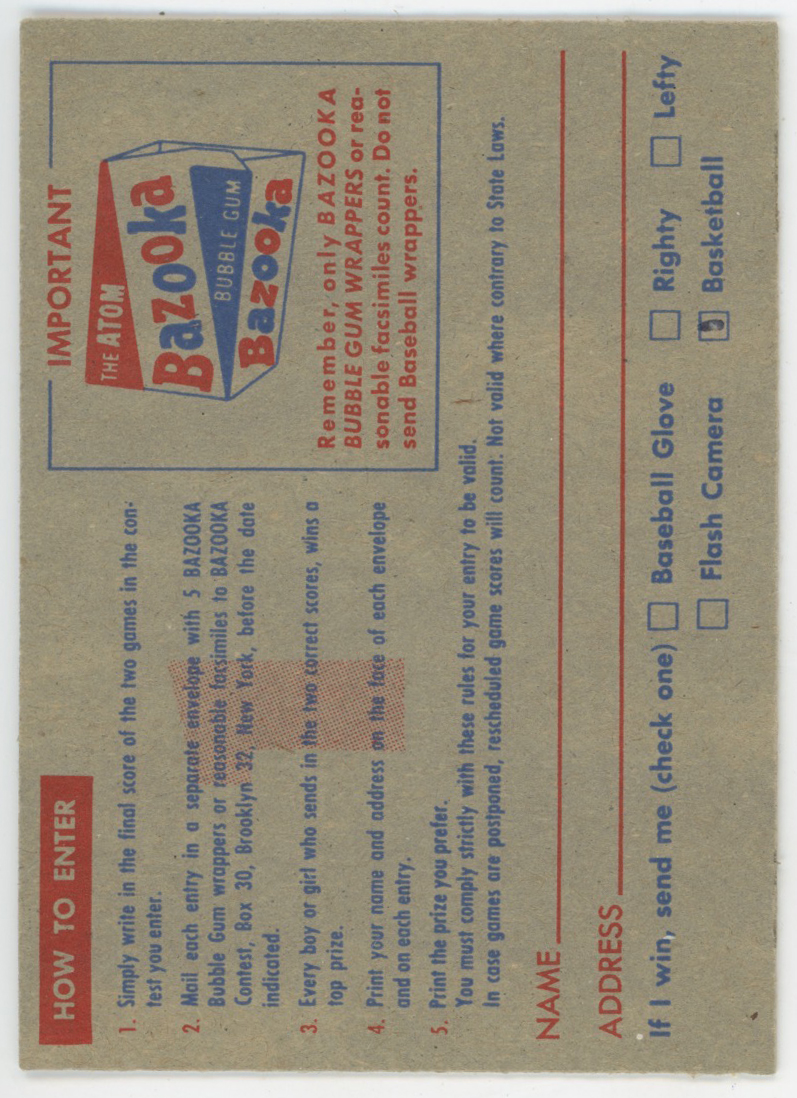 HOW TO ENTER
1. Simply write in the final score of the two games in the con-
test you enter.
2. Mail each entry in a separate envelope with 5 BAZOOKA
Bubble Gum wrappers or reasonable facsimiles to BAZOOKA
Contest, Box 30, Brooklyn 32, New York, before the date
indicated.
3. Every boy or girl who sends in the two correct scores, wins a
top prize.
4. Print your name and address on the face of each envelope
and on each entry.
5. Print the prize you prefer.
You must comply strictly with these rules for your entry to be valid.
In case games are postponed, rescheduled game scores will count. Not valid where contrary to State Laws.
IMPORTANT
THE ATOM
Bazooka
BUBBLE GUM
Bazooka
Remember, only BAZOOKA
BUBBLE GUM WRAPPERS or rea-
sonable facsimiles count. Do not
send Baseball wrappers.
NAME
ADDRESS
If I win, send me (check one) Baseball Glove Righty Lefty
Flash Camera Basketball